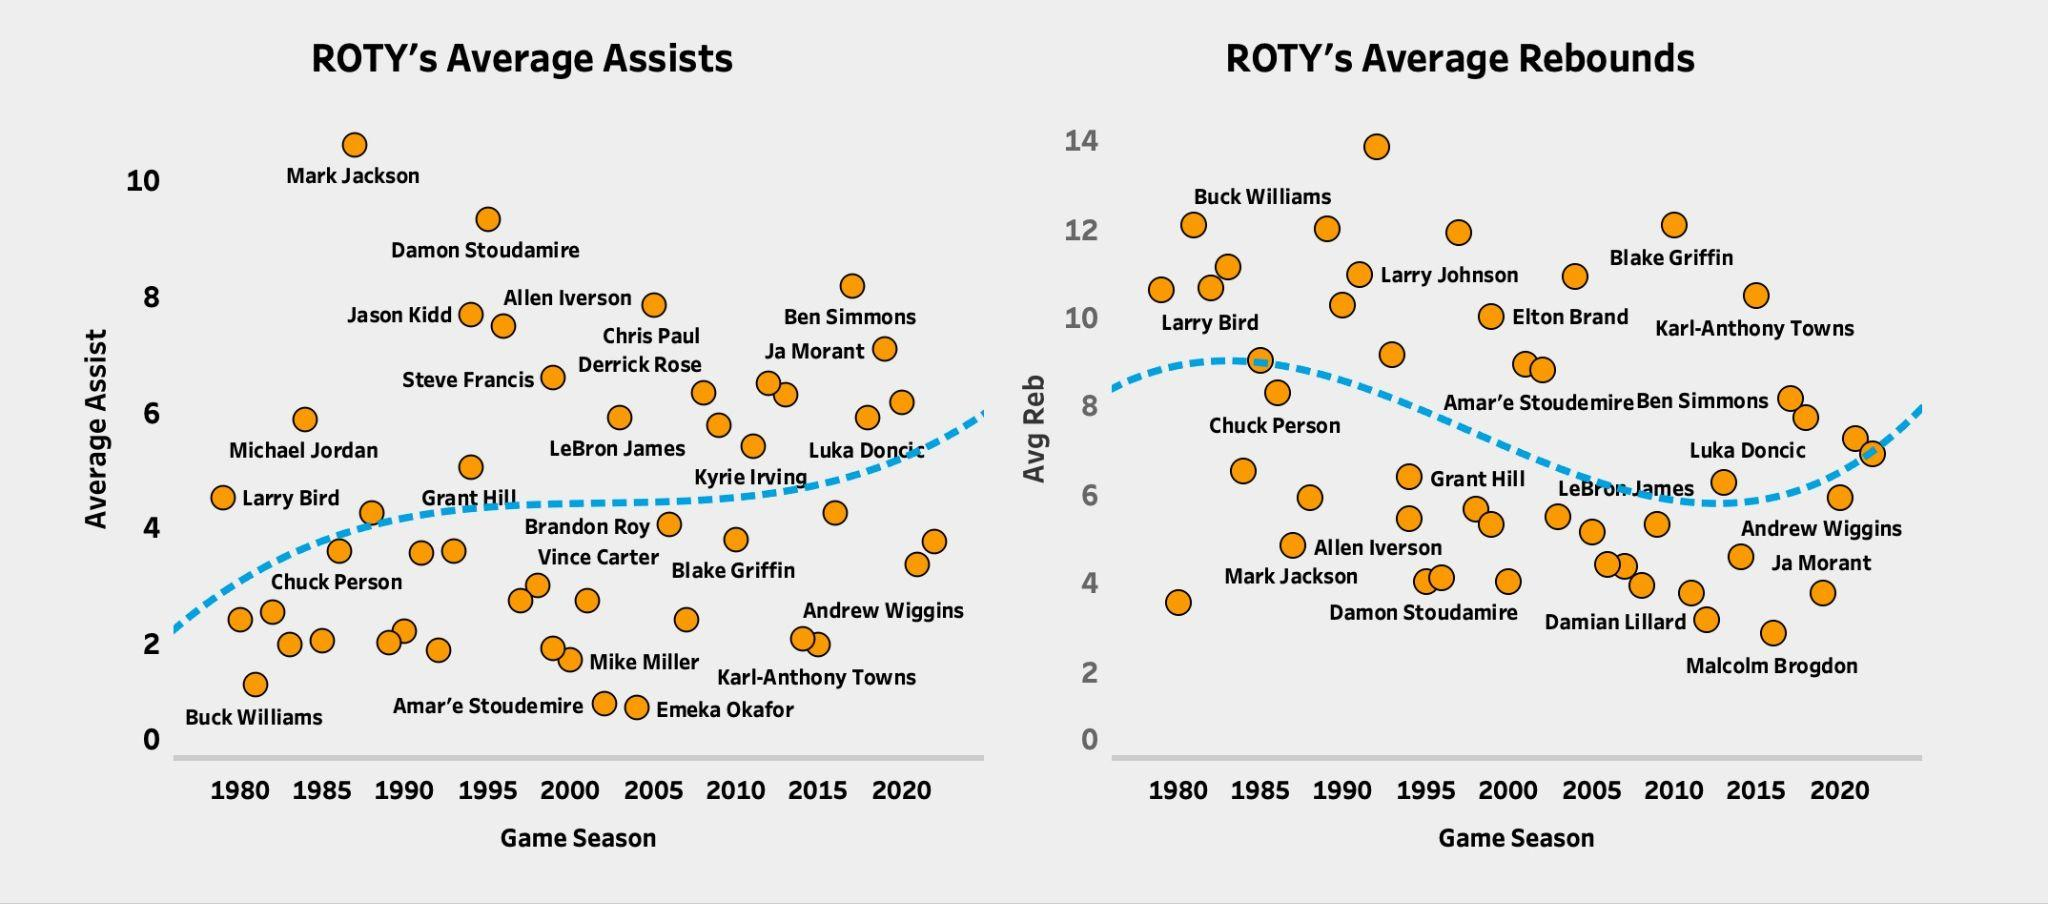 ROTY’s Average Assists
Average Assist
10
8
6
4
2
0
Mark Jackson
Damon Stoudamire
Allen Iverson
Jason Kidd
Ben Simmons
Chris Paul
Ja Morant
Derrick Rose
Steve Francis
LeBron James
Michael Jordan
Luka Doncic
Kyrie Irving
Larry Bird
Grant Hill
Brandon Roy
Vince Carter
Blake Griffin
Chuck Person
Andrew Wiggins
Mike Miller
Karl-Anthony Towns
Amar’e Stoudemire
Emeka Okafor
Buck Williams
1980 1985 1990 1995 2000 2005 2010 2015 2020
Game Season
ROTY’s Average Rebounds
Avg Reb
14
12
10
8
6
4
2
0
Buck Williams
Blake Griffin
Larry Johnson
Elton Brand
Larry Bird
Karl-Anthony Towns
Amar’e Stoudemire
Ben Simmons
Chuck Person
Luka Doncic
Grant Hill
LeBron James
Andrew Wiggins
Allen Iverson
Ja Morant
Mark Jackson
Damon Stoudamire
Damian Lillard
Malcolm Brogdon
1980 1985 1990 1995 2000 2005 2010 2015 2020
Game Season